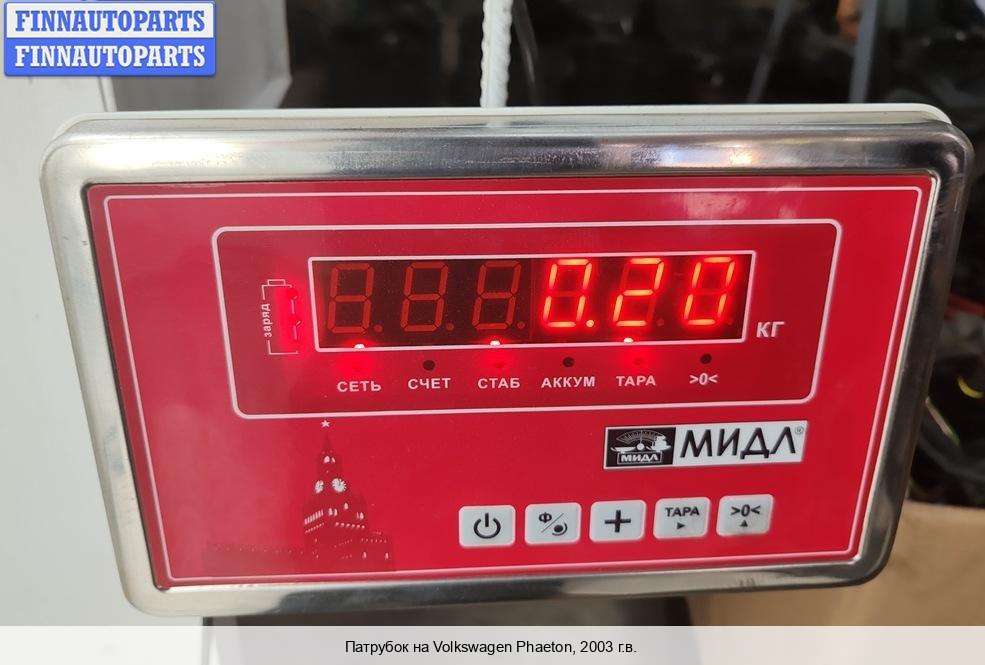 FINNAUTOPARTS
FINNAUTOPARTS
заряд
0.20
КГ
СЕТЬ СЧЕТ СТАБ АККУМ ТАРА >0<
МИДЛ МИДЛ®
Ф + ТАРА >0<
Патрубок на Volkswagen Phaeton, 2003 г.в.